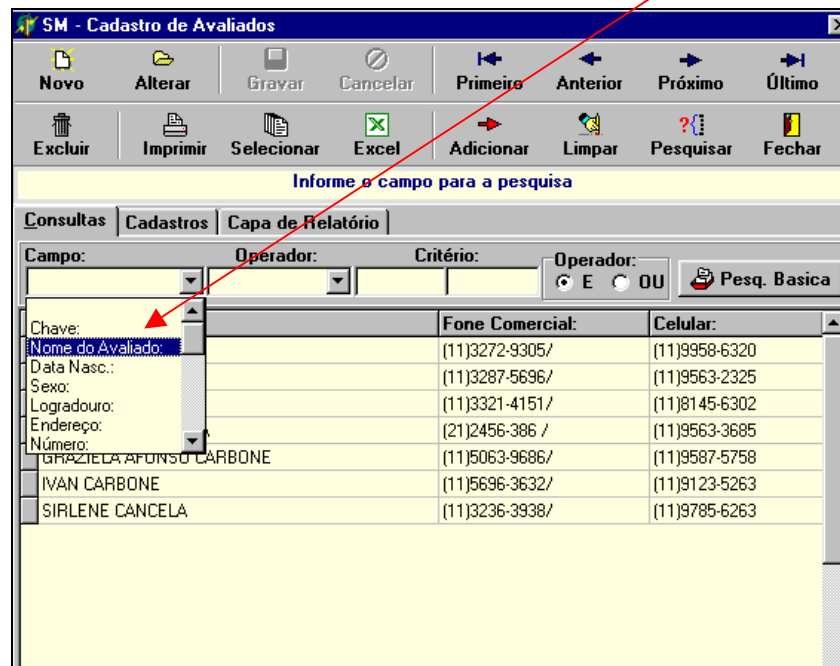 SM - Cadastro de Avaliados
Novo Alterar Gravar Cancelar Primeiro Anterior Próximo Último
Excluir Imprimir Selecionar Excel Adicionar Limpar Pesquisar Fechar
Informe o campo para a pesquisa
Consultas Cadastros Capa de Relatório
Campo: Operador: Critério: Operador:
E OU Pesq. Basica
Chave:
Nome do Avaliado:
Data Nasc.:
Sexo:
Logradouro:
Endereço:
Número:
Fone Comercial: Celular:
(11)3272-9305/ (11)9958-6320
(11)3287-5696/ (11)9563-2325
(11)3321-4151/ (11)8145-6302
(21)2456-386 / (11)9563-3685
GRAZIELA AFONSO CARBONE (11)5063-9686/ (11)9587-5758
IVAN CARBONE (11)5696-3632/ (11)9123-5263
SIRLENE CANCELA (11)3236-3938/ (11)9785-6263